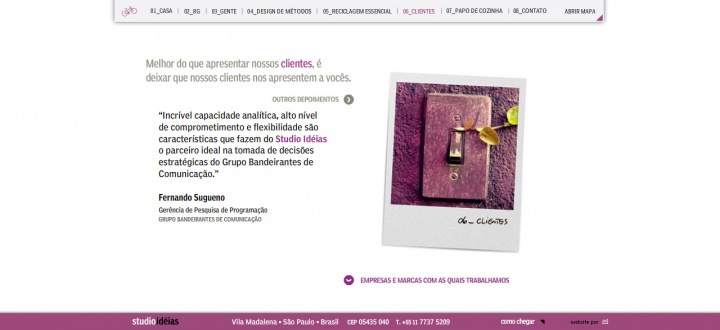 01_CASA | 02_RG | 03_GENTE | 04_DESIGN DE MÉTODOS | 05_RECICLAGEM ESSENCIAL | 06_CLIENTES | 07_PAPO DE COZINHA | 08_CONTATO ABRIR MAPA
Melhor do que apresentar nossos clientes, é
deixar que nossos clientes nos apresentem a vocês.
OUTROS DEPOIMENTOS
“Incrível capacidade analítica, alto nível
de comprometimento e flexibilidade são
características que fazem do Studio Idéias
o parceiro ideal na tomada de decisões
estratégicas do Grupo Bandeirantes de
Comunicação.”
Fernando Sugueno
Gerência de Pesquisa de Programação
GRUPO BANDEIRANTES DE COMUNICAÇÃO
06_ CLIENTES
EMPRESAS E MARCAS COM AS QUAIS TRABALHAMOS
studioidéias Vila Madalena • São Paulo • Brasil CEP 05435 040 T. +55 11 7737 5209 como chegar website por